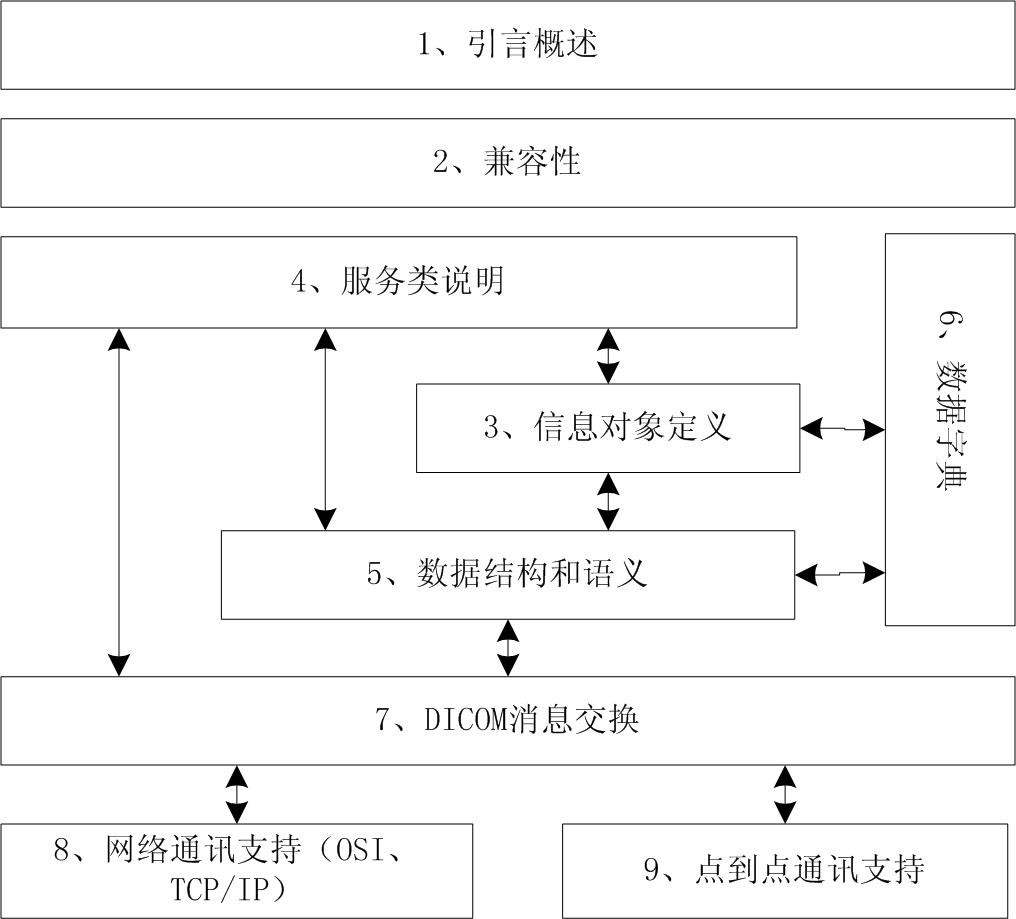 1、引言概述
2、兼容性
4、服务类说明
6、数据字典
3、信息对象定义
5、数据结构和语义
7、DICOM消息交换
8、网络通讯支持（OSI、
TCP/IP）
9、点到点通讯支持